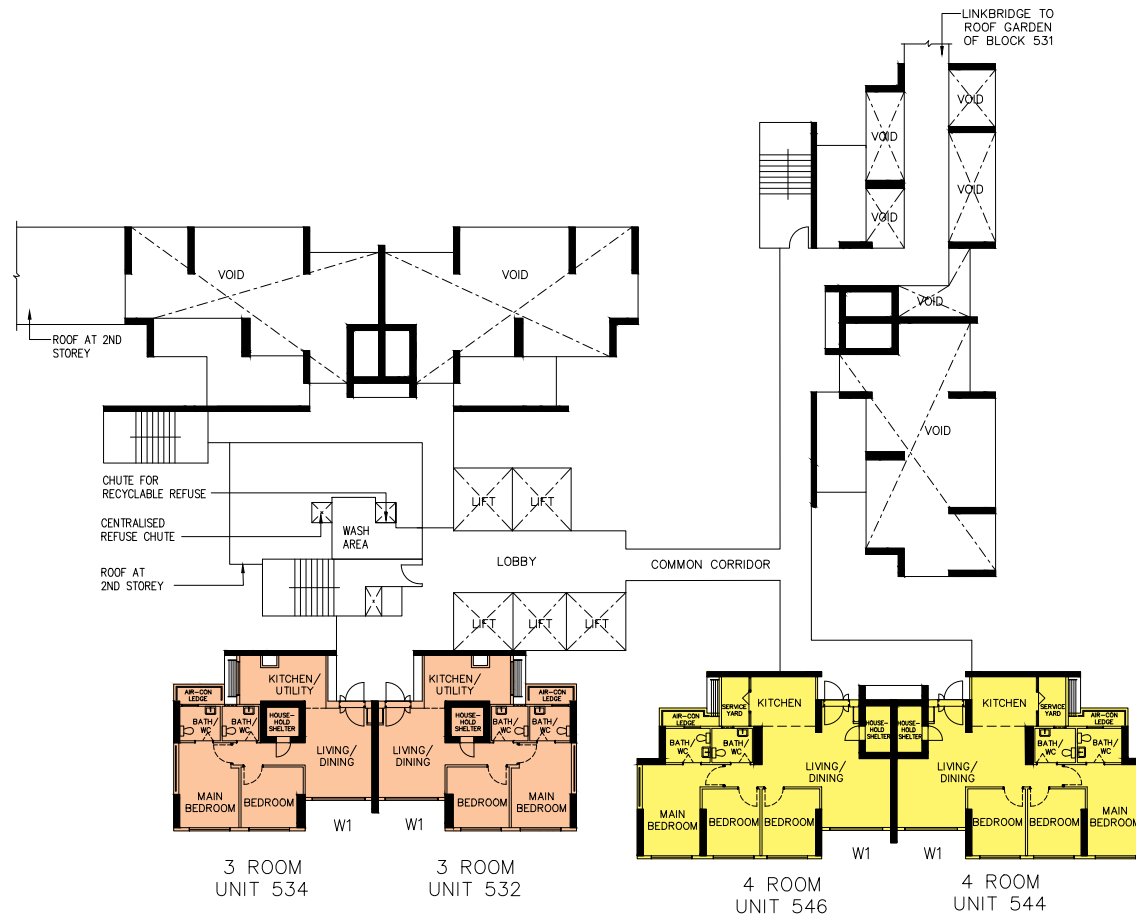 LINKBRIDGE TO
ROOF GARDEN
OF BLOCK 531
VOID
VOID
VOID
VOID
VOID
VOID
VOID
VOID
ROOF AT 2ND
STOREY
VOID
CHUTE FOR
RECYCLABLE REFUSE
LIFT
LIFT
CENTRALISED
REFUSE CHUTE
WASH
AREA
LOBBY
COMMON CORRIDOR
ROOF AT
2ND STOREY
LIFT
LIFT
LIFT
KITCHEN/
UTILITY
AIR-CON
LEDGE
BATH/
WC
BATH/
WC
HOUSE-
HOLD
SHELTER
LIVING/
DINING
MAIN
BEDROOM
BEDROOM
W1
3 ROOM
UNIT 534
KITCHEN/
UTILITY
AIR-CON
LEDGE
HOUSE-
HOLD
SHELTER
BATH/
WC
BATH/
WC
LIVING/
DINING
BEDROOM
MAIN
BEDROOM
W1
3 ROOM
UNIT 532
SERVICE
YARD
KITCHEN
AIR-CON
LEDGE
BATH/
WC
BATH/
WC
HOUSE-
HOLD
SHELTER
LIVING/
DINING
MAIN
BEDROOM
BEDROOM
BEDROOM
W1
4 ROOM
UNIT 546
KITCHEN
SERVICE
YARD
AIR-CON
LEDGE
HOUSE-
HOLD
SHELTER
BATH/
WC
BATH/
WC
LIVING/
DINING
BEDROOM
BEDROOM
MAIN
BEDROOM
W1
4 ROOM
UNIT 544